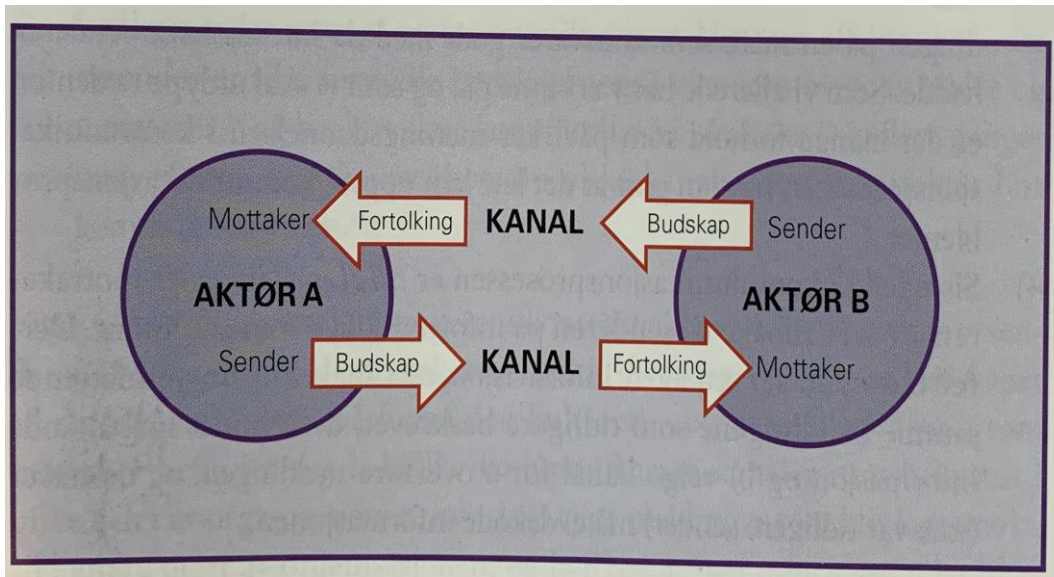 Mottaker Fortolking KANAL Budskap Sender
AKTØR A AKTØR B
Sender Budskap KANAL Fortolking Mottaker